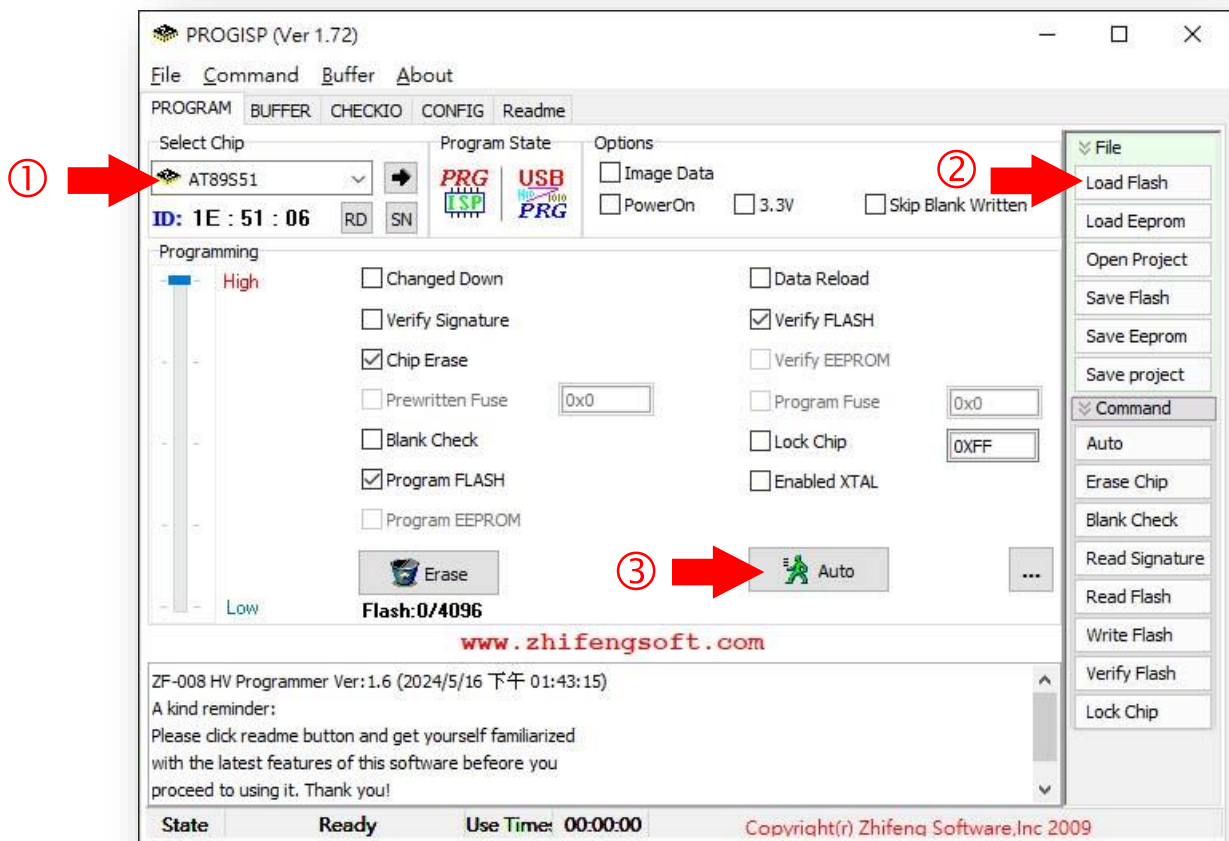 PROGISP (Ver 1.72)
File Command Buffer About
PROGRAM BUFFER CHECKIO CONFIG Readme
Select Chip
①
AT89S51
ID: 1E : 51 : 06 RD SN
Program State
PRG
ISP
USB
PRG
Options
Image Data
PowerOn 3.3V Skip Blank Written
Programming
High
Low
Changed Down
Verify Signature
Chip Erase
Prewritten Fuse 0x0
Blank Check
Program FLASH
Program EEPROM
Erase
Flash:0/4096
Data Reload
Verify FLASH
Verify EEPROM
Program Fuse 0x0
Lock Chip 0XFF
Enabled XTAL
③
Auto
...
②
File
Load Flash
Load Eeprom
Open Project
Save Flash
Save Eeprom
Save project
Command
Auto
Erase Chip
Blank Check
Read Signature
Read Flash
Write Flash
Verify Flash
Lock Chip
www.zhifengsoft.com
ZF-008 HV Programmer Ver:1.6 (2024/5/16 下午 01:43:15)
A kind reminder:
Please click readme button and get yourself familiarized
with the latest features of this software befeore you
proceed to using it. Thank you!
State Ready Use Time: 00:00:00 Copyright(r) Zhifeng Software,Inc 2009